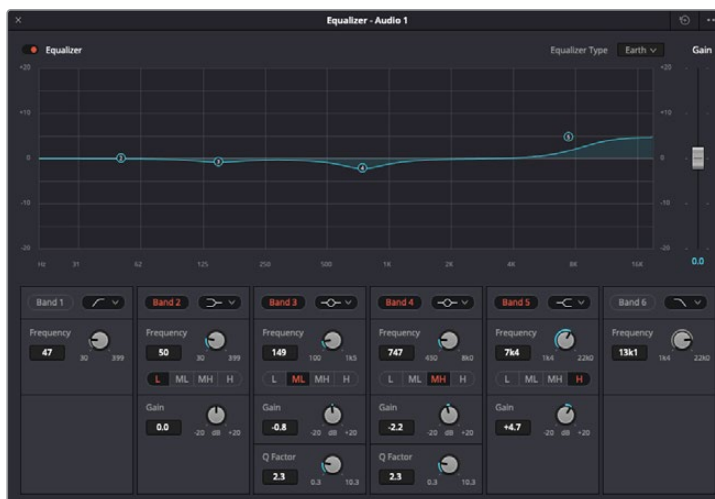 Equalizer - Audio 1
Equalizer
Equalizer Type Earth Gain
+20 +20
+10 +10
0 0
-10 -10
-20 -20
2 3 4 5
Hz 31 62 125 250 500 1K 2K 4K 8K 16K 0.0
Band 1 Band 2 Band 3 Band 4 Band 5 Band 6
Frequency Frequency Frequency Frequency Frequency Frequency
47 50 149 747 7k4 13k1
30 399 30 399 100 1k5 450 8k0 1k4 22k0 1k4 22k0
L ML MH H L ML MH H L ML MH H L ML MH H
Gain Gain Gain Gain
0.0 -0.8 -2.2 +4.7
-20 dB +20 -20 dB +20 -20 dB +20 -20 dB +20
Q Factor Q Factor
2.3 2.3
0.3 10.3 0.3 10.3